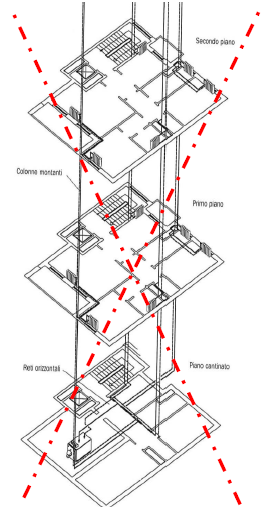 Secondo piano
Colonne montanti
Primo piano
Reti orizzontali
Piano cantinato